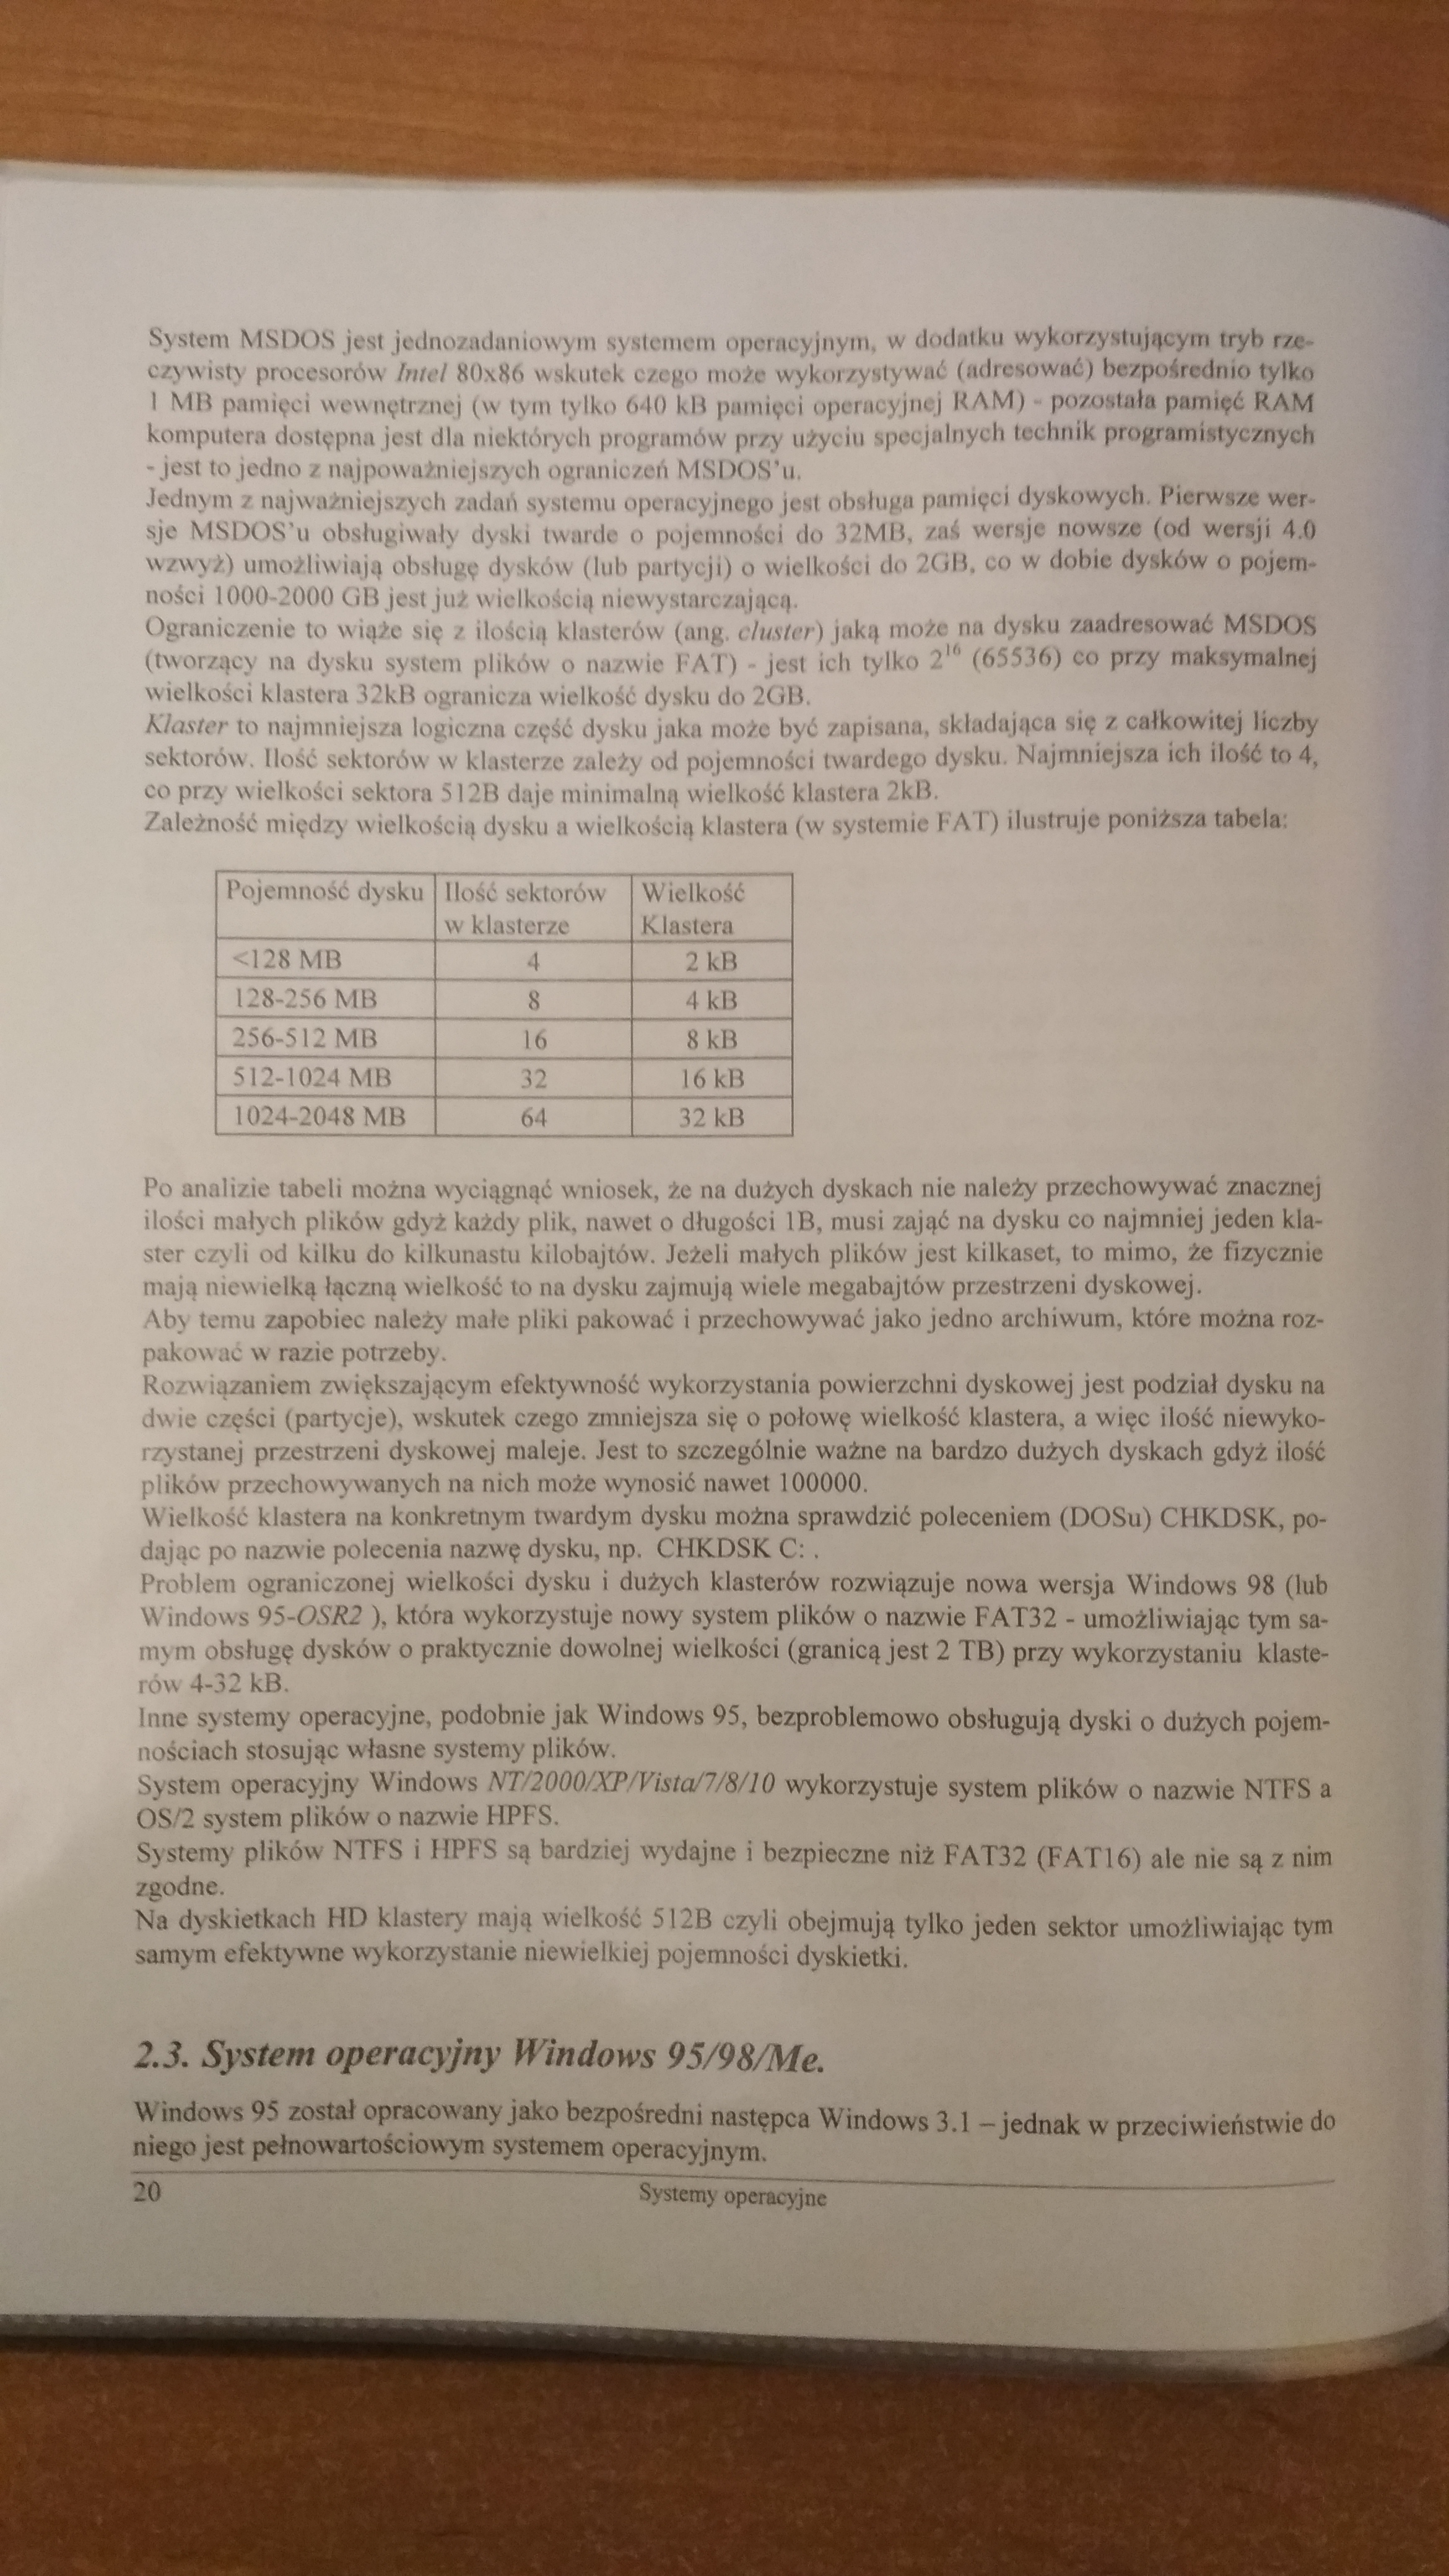 System MSDOS jest jednozadaniowym systemem operacyjnym, w dodatku wykorzystującym tryb rze-
czywisty procesorów Intel 80x86 wskutek czego może wykorzystywać (adresować) bezpośrednio tylko
1 MB pamięci wewnętrznej (w tym tylko 640 kB pamięci operacyjnej RAM) - pozostała pamięć RAM
komputera dostępna jest dla niektórych programów przy użyciu specjalnych technik programistycznych
- jest to jedno z najpoważniejszych ograniczeń MSDOS'u.
Jednym z najważniejszych zadań systemu operacyjnego jest obsługa pamięci dyskowych. Pierwsze wer-
sje MSDOS'u obsługiwały dyski twarde o pojemności do 32MB, zaś wersje nowsze (od wersji 4.0
wzwyż) umożliwiają obsługę dysków (lub partycji) o wielkości do 2GB, co w dobie dysków o pojem-
ności 1000-2000 GB jest już wielkością niewystarczającą.
Ograniczenie to wiąże się z ilością klasterów (ang. cluster) jaką może na dysku zaadresować MSDOS
(tworzący na dysku system plików o nazwie FAT) - jest ich tylko 2¹⁶ (65536) co przy maksymalnej
wielkości klastera 32kB ogranicza wielkość dysku do 2GB.
Klaster to najmniejsza logiczna część dysku jaka może być zapisana, składająca się z całkowitej liczby
sektorów. Ilość sektorów w klasterze zależy od pojemności twardego dysku. Najmniejsza ich ilość to 4,
co przy wielkości sektora 512B daje minimalną wielkość klastera 2kB.
Zależność między wielkością dysku a wielkością klastera (w systemie FAT) ilustruje poniższa tabela:
Pojemność dysku Ilość sektorów Wielkość
w klasterze Klastera
<128 MB 4 2 kB
128-256 MB 8 4 kB
256-512 MB 16 8 kB
512-1024 MB 32 16 kB
1024-2048 MB 64 32 kB
Po analizie tabeli można wyciągnąć wniosek, że na dużych dyskach nie należy przechowywać znacznej
ilości małych plików gdyż każdy plik, nawet o długości 1B, musi zająć na dysku co najmniej jeden kla-
ster czyli od kilku do kilkunastu kilobajtów. Jeżeli małych plików jest kilkaset, to mimo, że fizycznie
mają niewielką łączną wielkość to na dysku zajmują wiele megabajtów przestrzeni dyskowej.
Aby temu zapobiec należy małe pliki pakować i przechowywać jako jedno archiwum, które można roz-
pakować w razie potrzeby.
Rozwiązaniem zwiększającym efektywność wykorzystania powierzchni dyskowej jest podział dysku na
dwie części (partycje), wskutek czego zmniejsza się o połowę wielkość klastera, a więc ilość niewyko-
rzystanej przestrzeni dyskowej maleje. Jest to szczególnie ważne na bardzo dużych dyskach gdyż ilość
plików przechowywanych na nich może wynosić nawet 100000.
Wielkość klastera na konkretnym twardym dysku można sprawdzić poleceniem (DOSu) CHKDSK, po-
dając po nazwie polecenia nazwę dysku, np. CHKDSK C: .
Problem ograniczonej wielkości dysku i dużych klasterów rozwiązuje nowa wersja Windows 98 (lub
Windows 95-OSR2 ), która wykorzystuje nowy system plików o nazwie FAT32 - umożliwiając tym sa-
mym obsługę dysków o praktycznie dowolnej wielkości (granicą jest 2 TB) przy wykorzystaniu klaste-
rów 4-32 kB.
Inne systemy operacyjne, podobnie jak Windows 95, bezproblemowo obsługują dyski o dużych pojem-
nościach stosując własne systemy plików.
System operacyjny Windows NT/2000/XP/Vista/7/8/10 wykorzystuje system plików o nazwie NTFS a
OS/2 system plików o nazwie HPFS.
Systemy plików NTFS i HPFS są bardziej wydajne i bezpieczne niż FAT32 (FAT16) ale nie są z nim
zgodne.
Na dyskietkach HD klastery mają wielkość 512B czyli obejmują tylko jeden sektor umożliwiając tym
samym efektywne wykorzystanie niewielkiej pojemności dyskietki.
2.3. System operacyjny Windows 95/98/Me.
Windows 95 został opracowany jako bezpośredni następca Windows 3.1 – jednak w przeciwieństwie do
niego jest pełnowartościowym systemem operacyjnym.
20 Systemy operacyjne